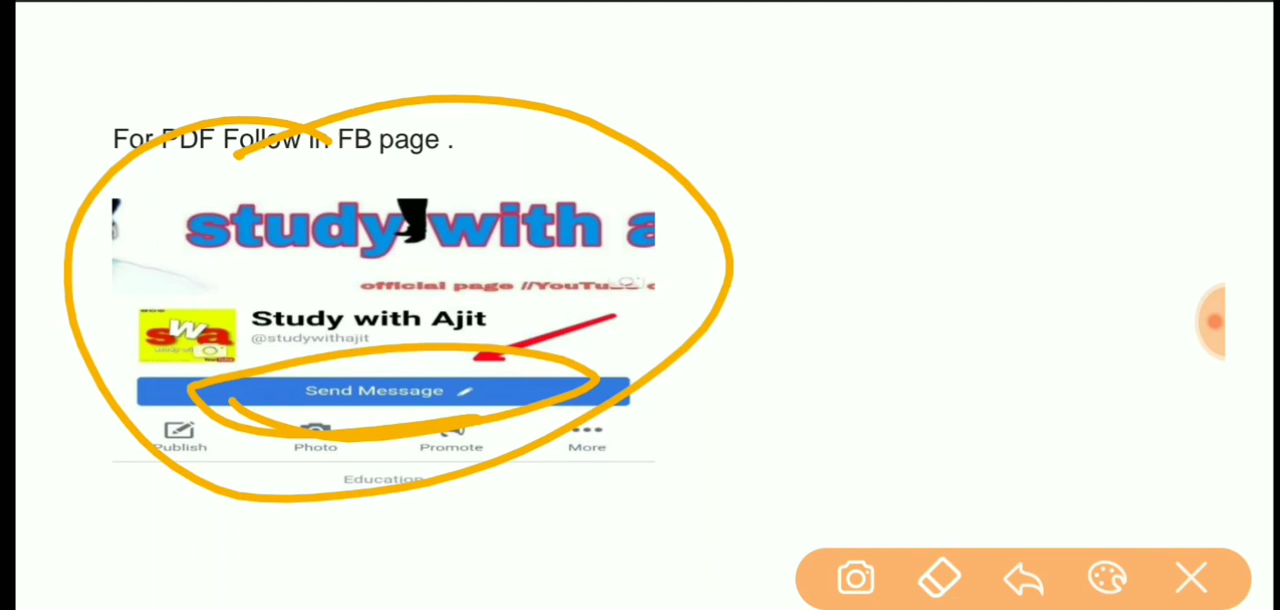 For PDF Follow in FB page .
study with a
official page //YouTu
Study with Ajit
@studywithajit
swa
Send Message
Publish
Photo
Promote
More
Education